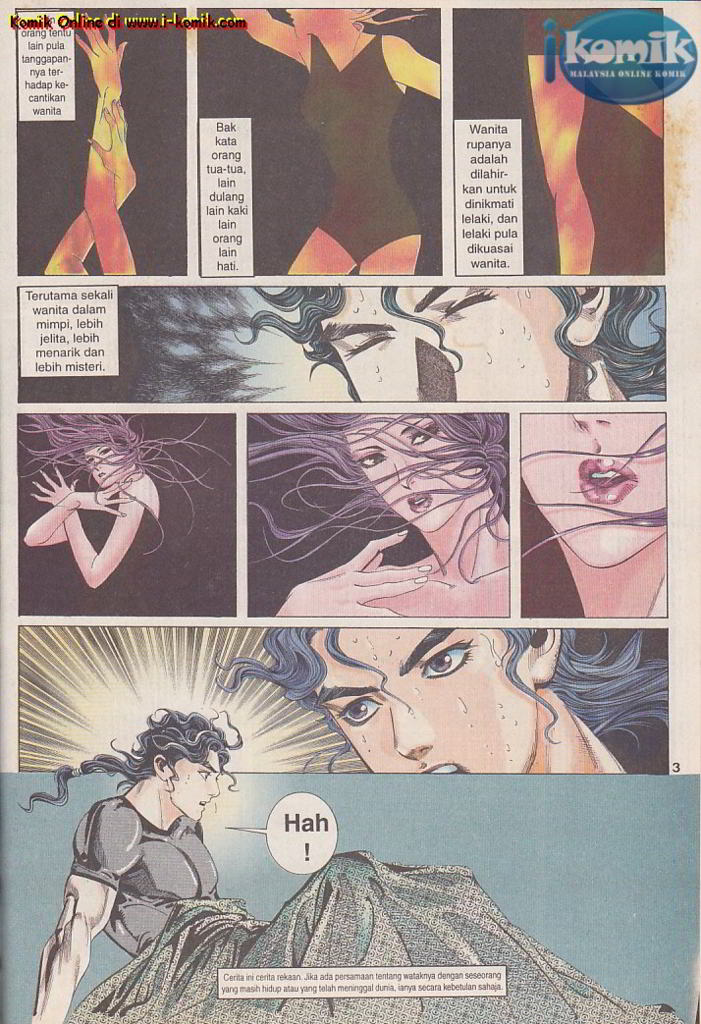 Komik Online di www.i-komik.com
orang tentu
lain pula
tanggapan-
nya ter-
hadap ke-
cantikan
wanita
ikomik
MALAYSIA ONLINE KOMIK
Bak
kata
orang
tua-tua,
lain
dulang
lain kaki
lain
orang
lain
hati.
Wanita
rupanya
adalah
dilahir-
kan untuk
dinikmati
lelaki, dan
lelaki pula
dikuasai
wanita.
Terutama sekali
wanita dalam
mimpi, lebih
jelita, lebih
menarik dan
lebih misteri.
3
Hah
!
Cerita ini cerita rekaan. Jika ada persamaan tentang wataknya dengan seseorang
yang masih hidup atau yang telah meninggal dunia, ianya secara kebetulan sahaja.